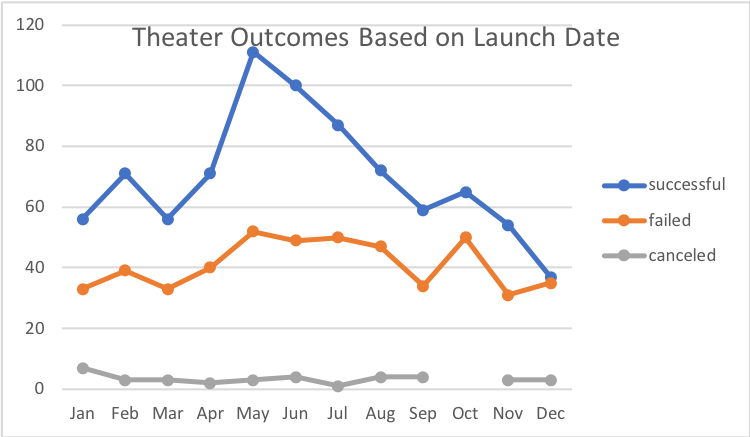 Theater Outcomes Based on Launch Date
120
100
80
60
40
20
0
Jan Feb Mar Apr May Jun Jul Aug Sep Oct Nov Dec
successful
failed
canceled